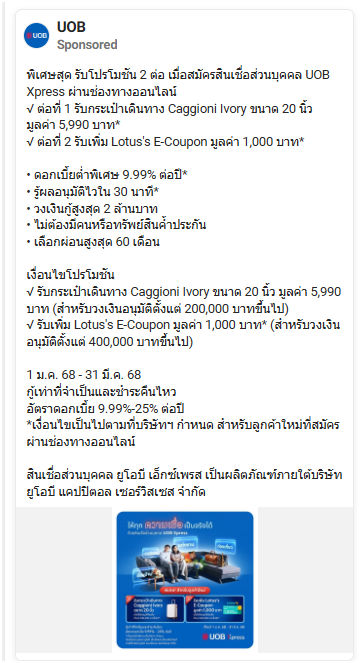 UOB
UOB
Sponsored
พิเศษสุด รับโปรโมชัน 2 ต่อ เมื่อสมัครสินเชื่อส่วนบุคคล UOB
Xpress ผ่านช่องทางออนไลน์
√ ต่อที่ 1 รับกระเป๋าเดินทาง Caggioni Ivory ขนาด 20 นิ้ว
มูลค่า 5,990 บาท*
√ ต่อที่ 2 รับเพิ่ม Lotus's E-Coupon มูลค่า 1,000 บาท*
• ดอกเบี้ยต่ำพิเศษ 9.99% ต่อปี*
• รู้ผลอนุมัติไวใน 30 นาที*
• วงเงินกู้สูงสุด 2 ล้านบาท
• ไม่ต้องมีคนหรือทรัพย์สินค้ำประกัน
• เลือกผ่อนสูงสุด 60 เดือน
เงื่อนไขโปรโมชัน
√ รับกระเป๋าเดินทาง Caggioni Ivory ขนาด 20 นิ้ว มูลค่า 5,990
บาท (สำหรับวงเงินอนุมัติตั้งแต่ 200,000 บาทขึ้นไป)
√ รับเพิ่ม Lotus's E-Coupon มูลค่า 1,000 บาท* (สำหรับวงเงิน
อนุมัติตั้งแต่ 400,000 บาทขึ้นไป)
1 ม.ค. 68 - 31 มี.ค. 68
กู้เท่าที่จำเป็นและชำระคืนไหว
อัตราดอกเบี้ย 9.99%-25% ต่อปี
*เงื่อนไขเป็นไปตามที่บริษัทฯ กำหนด สำหรับลูกค้าใหม่ที่สมัคร
ผ่านช่องทางออนไลน์
สินเชื่อส่วนบุคคล ยูโอบี เอ็กซ์เพรส เป็นผลิตภัณฑ์ภายใต้บริษัท
ยูโอบี แคปปิตอล เซอร์วิสเซส จำกัด
ให้ทุก ความเชื่อ เป็นจริงได้
Caggioni Ivory
E-Coupon
UOB Xpress